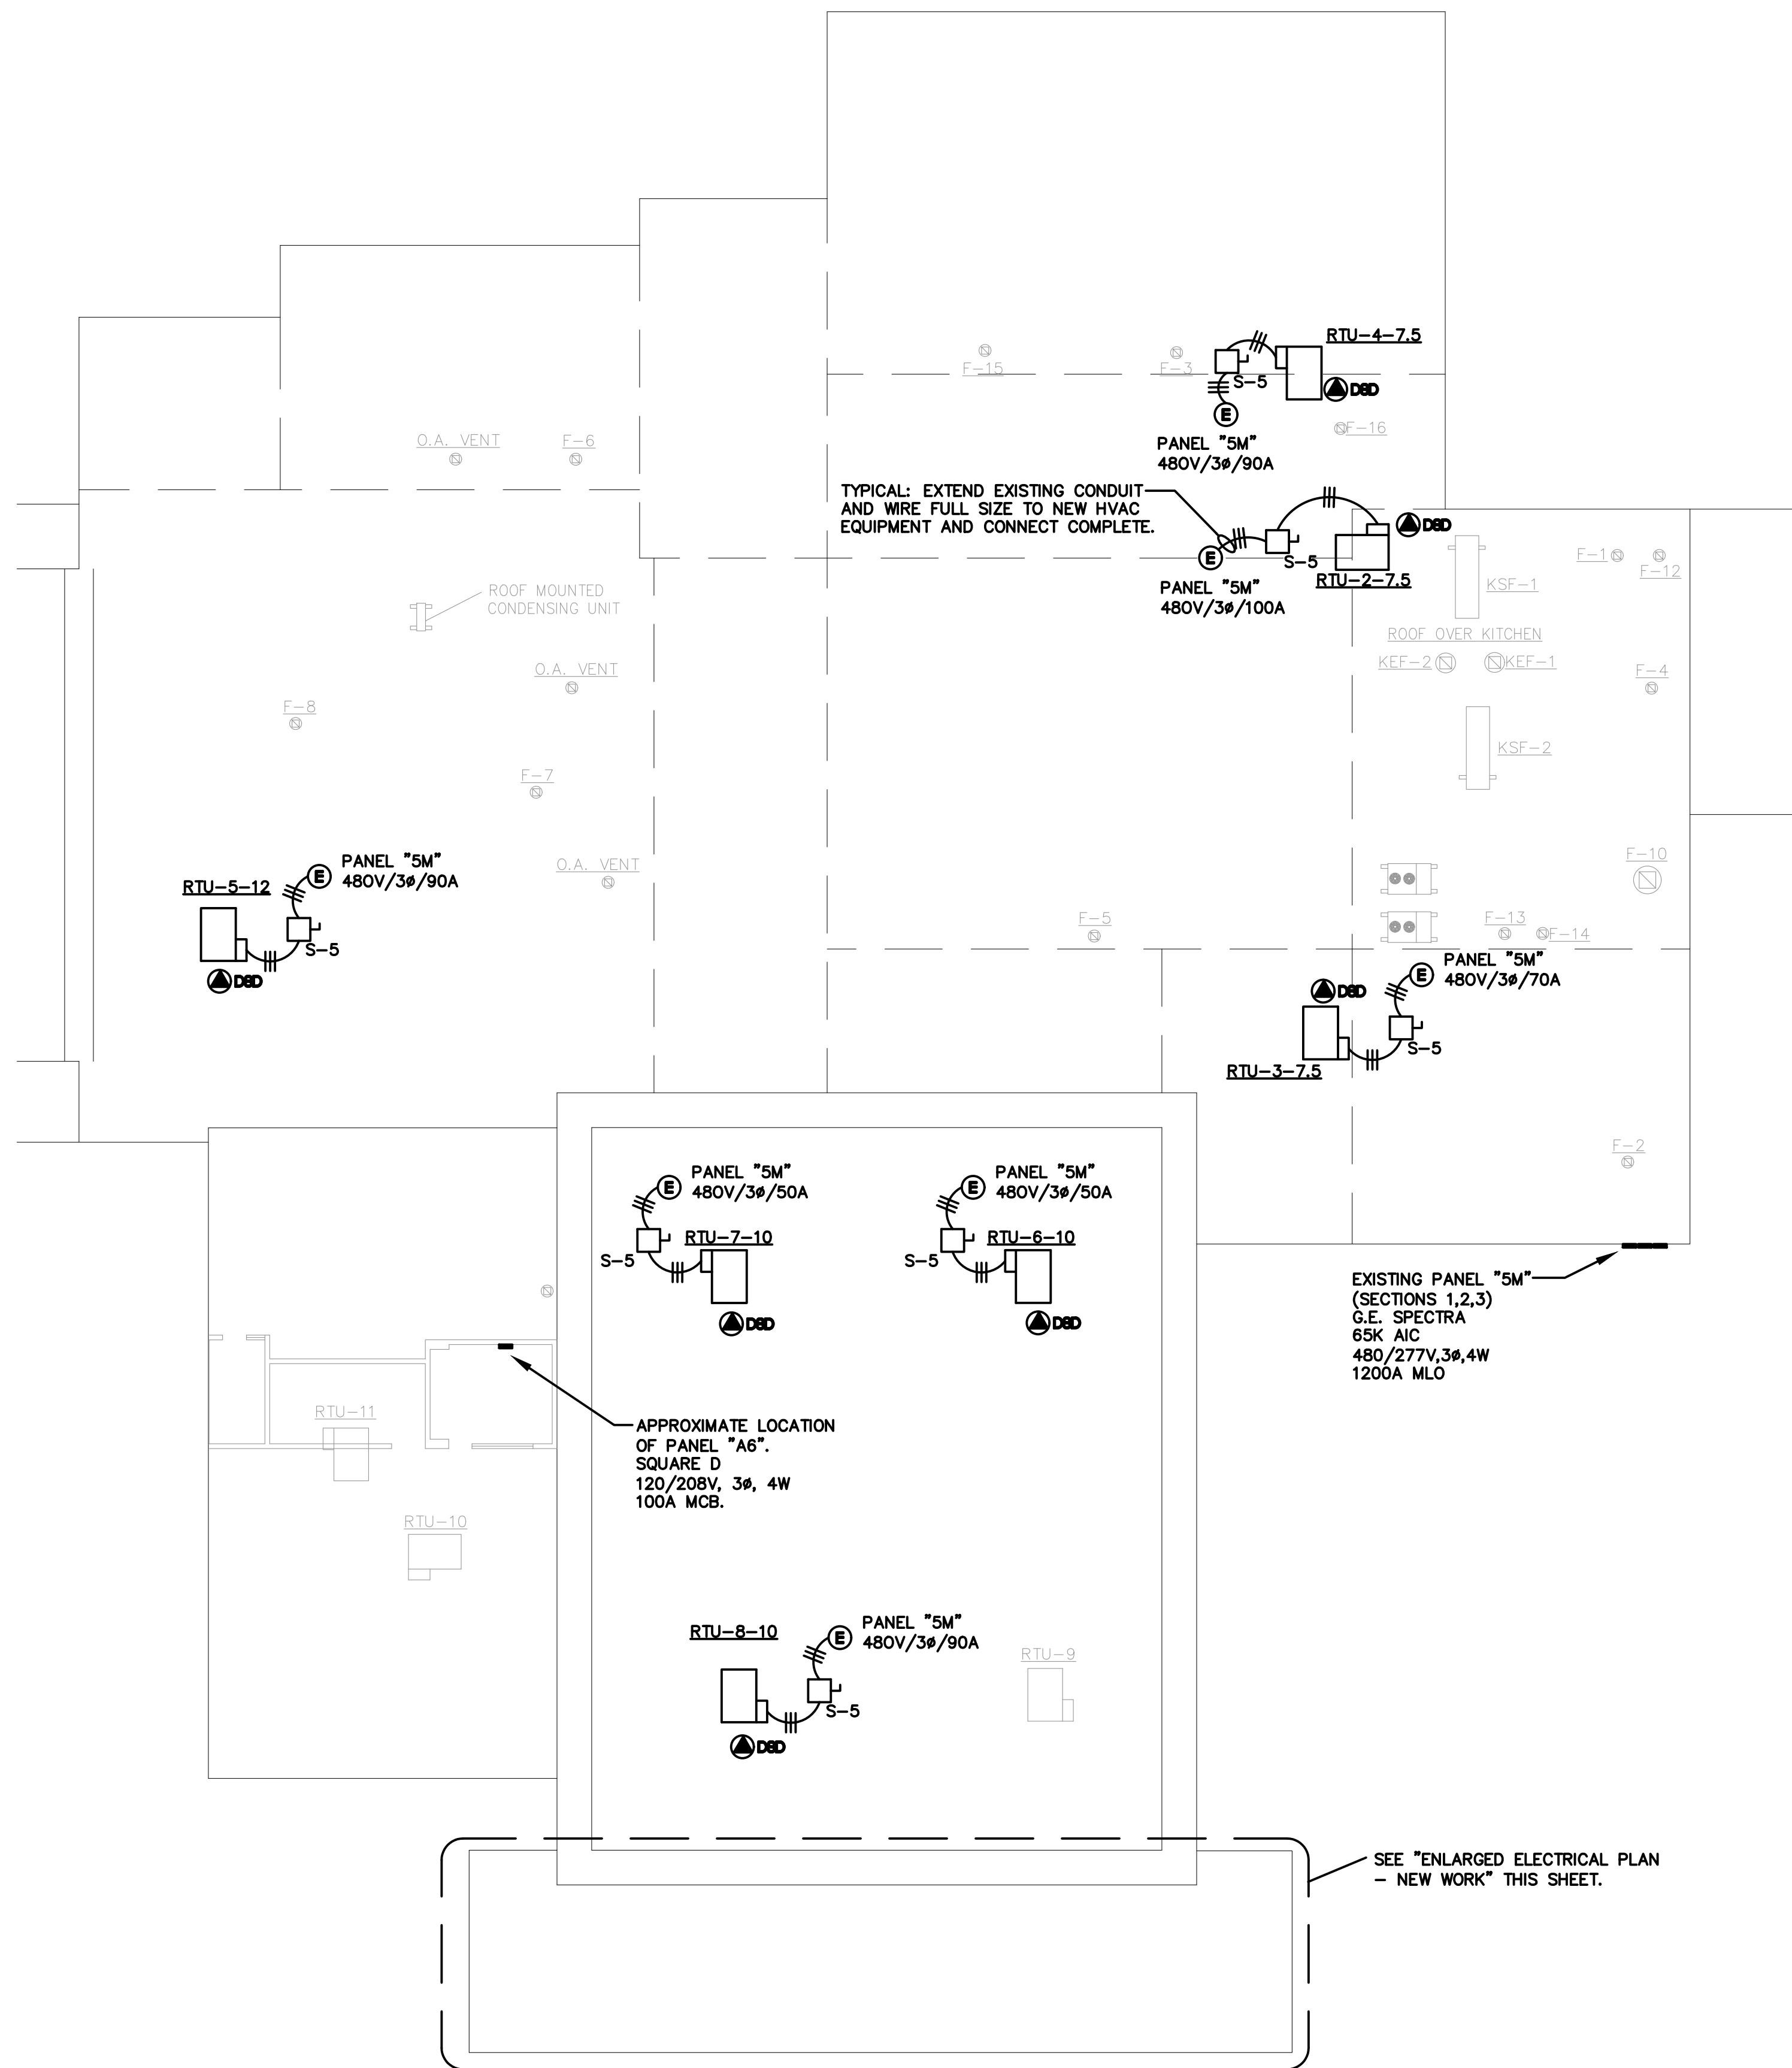 RTU-4-7.5
F-15
F-3
S-5
DSD
E
F-16
PANEL "5M"
480V/3ø/90A
O.A. VENT
F-6
TYPICAL: EXTEND EXISTING CONDUIT
AND WIRE FULL SIZE TO NEW HVAC
EQUIPMENT AND CONNECT COMPLETE.
DSD
E
S-5
RTU-2-7.5
PANEL "5M"
480V/3ø/100A
F-1
F-12
KSF-1
ROOF MOUNTED
CONDENSING UNIT
ROOF OVER KITCHEN
KEF-2
KEF-1
O.A. VENT
F-4
F-8
KSF-2
F-7
O.A. VENT
F-10
PANEL "5M"
480V/3ø/90A
E
RTU-5-12
S-5
DSD
F-5
F-13
F-14
PANEL "5M"
480V/3ø/70A
E
DSD
S-5
RTU-3-7.5
F-2
PANEL "5M"
480V/3ø/50A
E
RTU-7-10
S-5
DSD
PANEL "5M"
480V/3ø/50A
E
RTU-6-10
S-5
DSD
EXISTING PANEL "5M"
(SECTIONS 1,2,3)
G.E. SPECTRA
65K AIC
480/277V,3ø,4W
1200A MLO
RTU-11
APPROXIMATE LOCATION
OF PANEL "A6".
SQUARE D
120/208V, 3ø, 4W
100A MCB.
RTU-10
RTU-8-10
E
PANEL "5M"
480V/3ø/90A
S-5
DSD
RTU-9
SEE "ENLARGED ELECTRICAL PLAN
- NEW WORK" THIS SHEET.